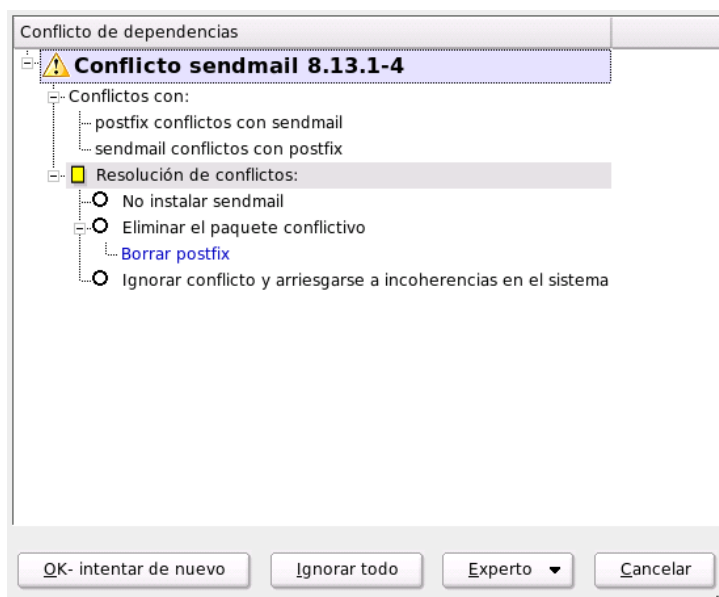 Conflicto de dependencias
Conflicto sendmail 8.13.1-4
Conflictos con:
postfix conflictos con sendmail
sendmail conflictos con postfix
Resolución de conflictos:
No instalar sendmail
Eliminar el paquete conflictivo
Borrar postfix
Ignorar conflicto y arriesgarse a incoherencias en el sistema
OK- intentar de nuevo Ignorar todo Experto Cancelar